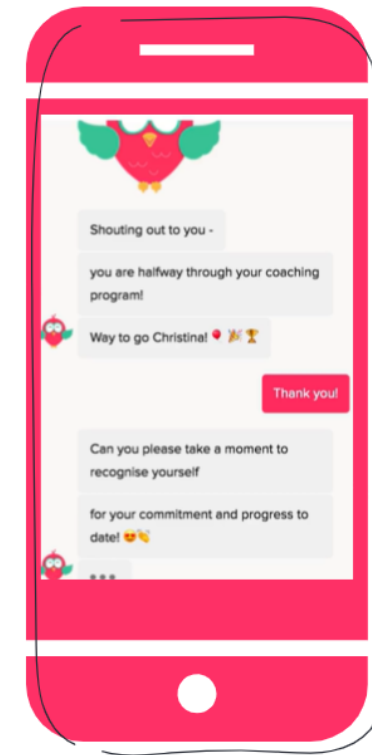 Shouting out to you -
you are halfway through your coaching
program!
Way to go Christina! 🎈 🎉 🏆
Thank you!
Can you please take a moment to
recognise yourself
for your commitment and progress to
date! 😍👏